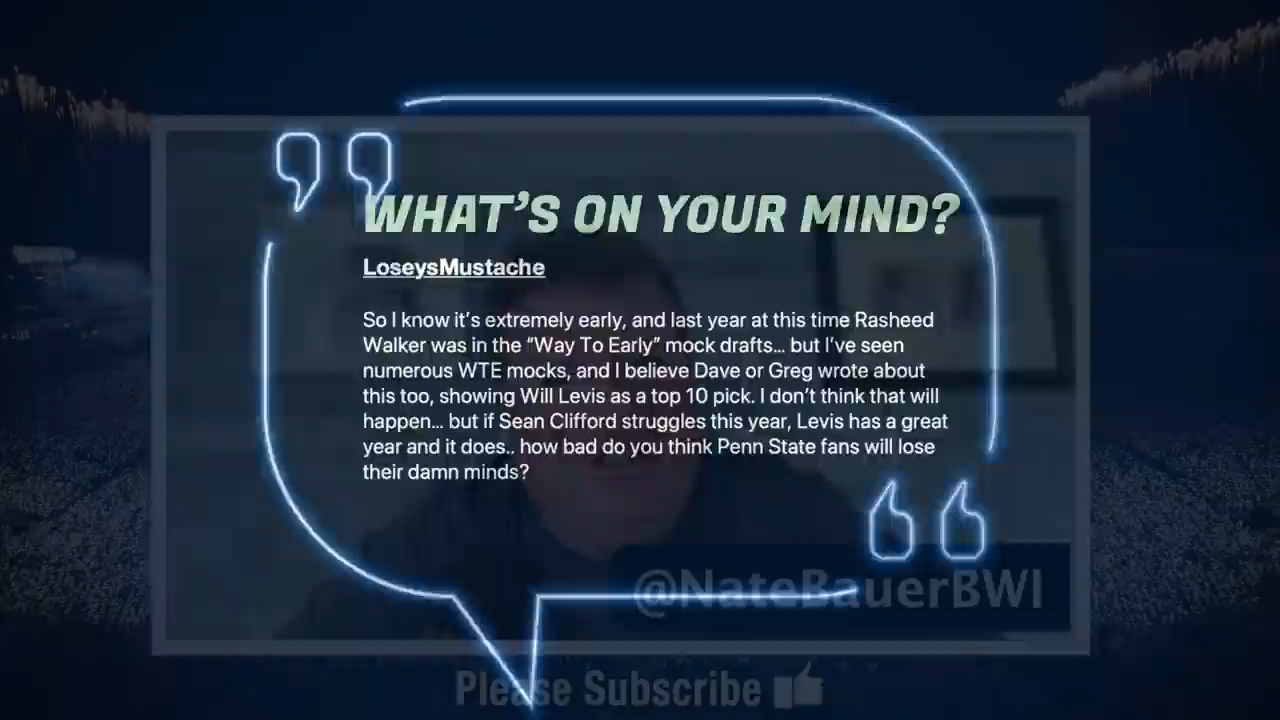 WHAT'S ON YOUR MIND?
LoseysMustache
So I know it's extremely early, and last year at this time Rasheed
Walker was in the “Way To Early” mock drafts... but I've seen
numerous WTE mocks, and I believe Dave or Greg wrote about
this too, showing Will Levis as a top 10 pick. I don't think that will
happen... but if Sean Clifford struggles this year, Levis has a great
year and it does.. how bad do you think Penn State fans will lose
their damn minds?
@NateBauerBWI
Please Subscribe